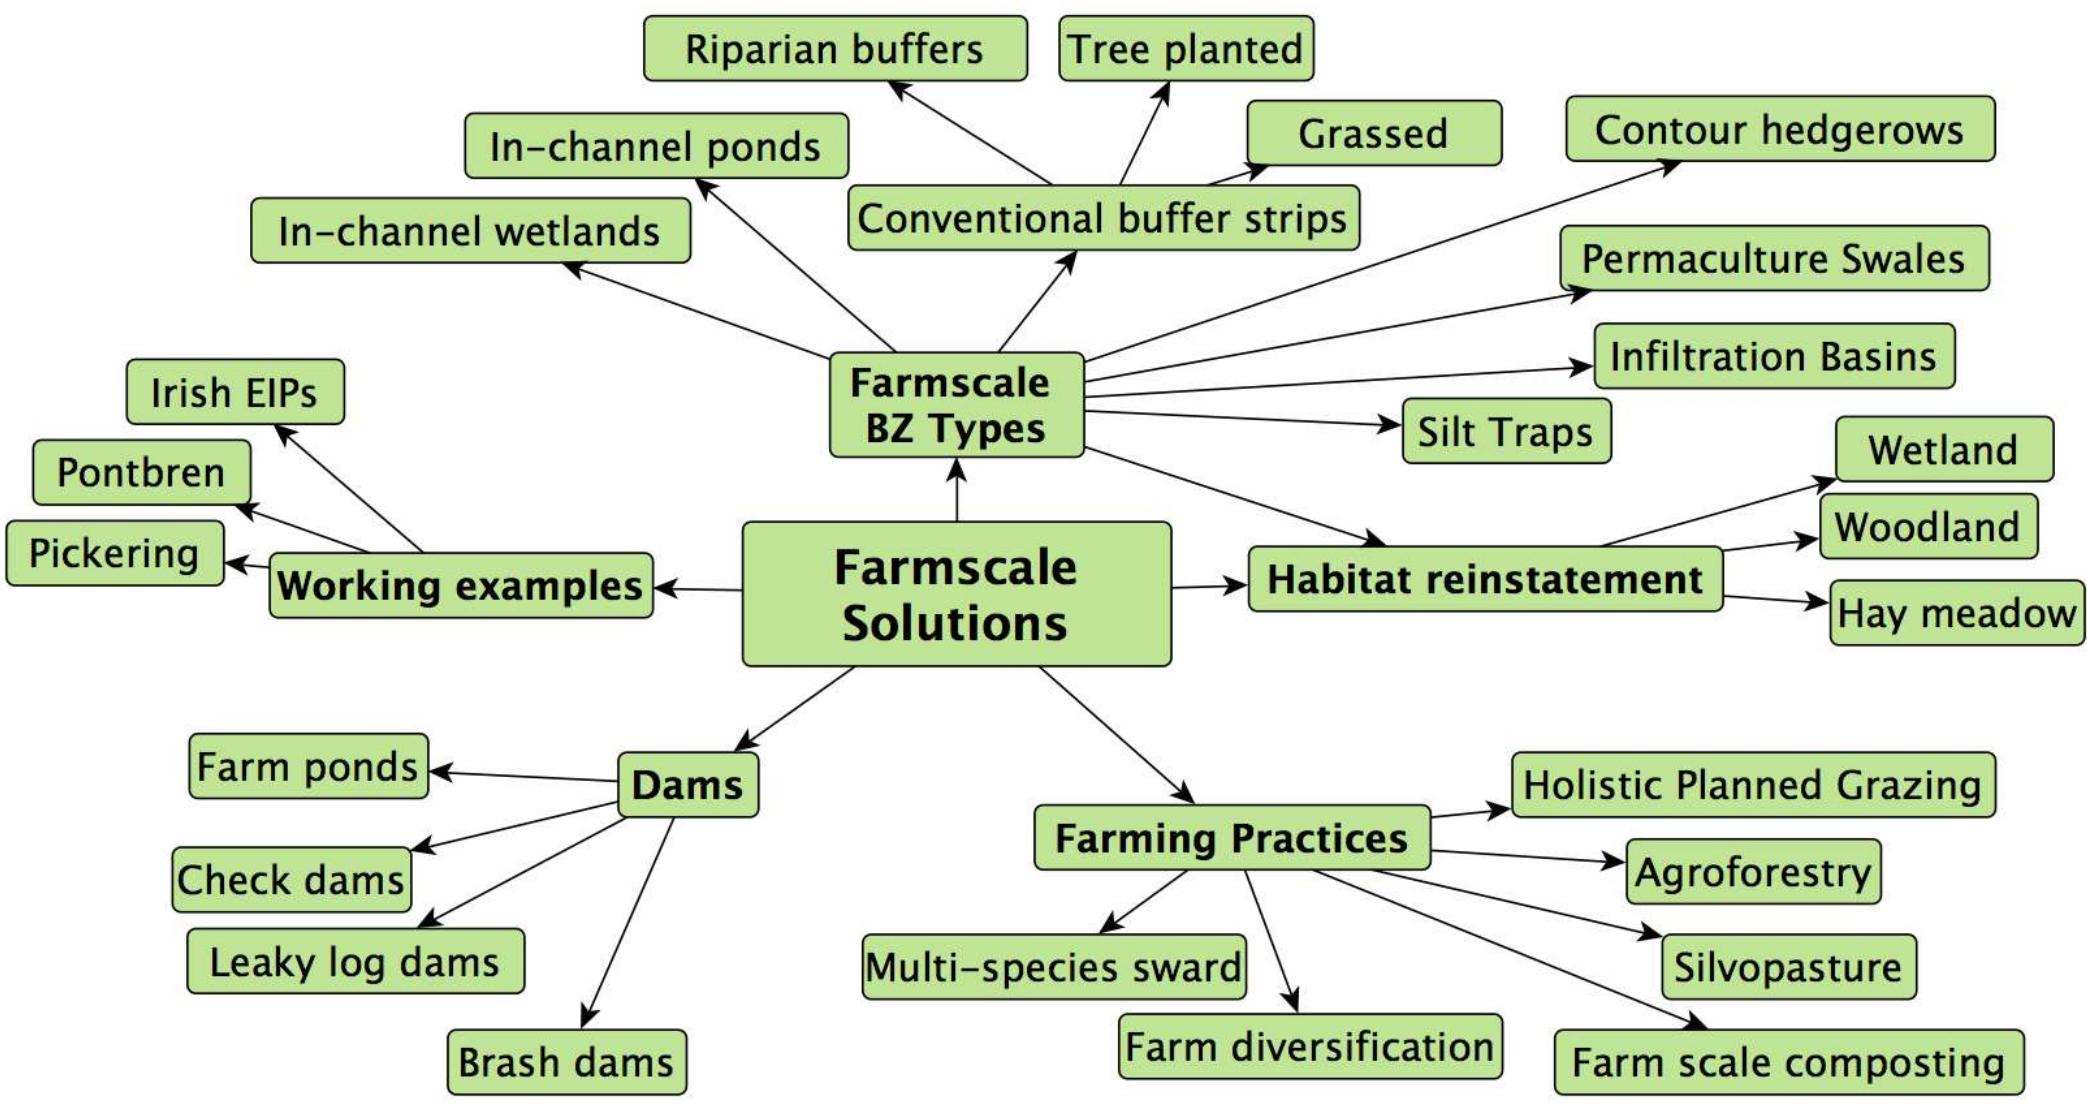 Riparian buffers
Tree planted
Grassed
Contour hedgerows
In-channel ponds
In-channel wetlands
Conventional buffer strips
Permaculture Swales
Infiltration Basins
Farmscale
BZ Types
Silt Traps
Irish EIPs
Pontbren
Pickering
Working examples
Farmscale
Solutions
Habitat reinstatement
Wetland
Woodland
Hay meadow
Farm ponds
Dams
Check dams
Leaky log dams
Brash dams
Farming Practices
Holistic Planned Grazing
Agroforestry
Silvopasture
Multi-species sward
Farm diversification
Farm scale composting